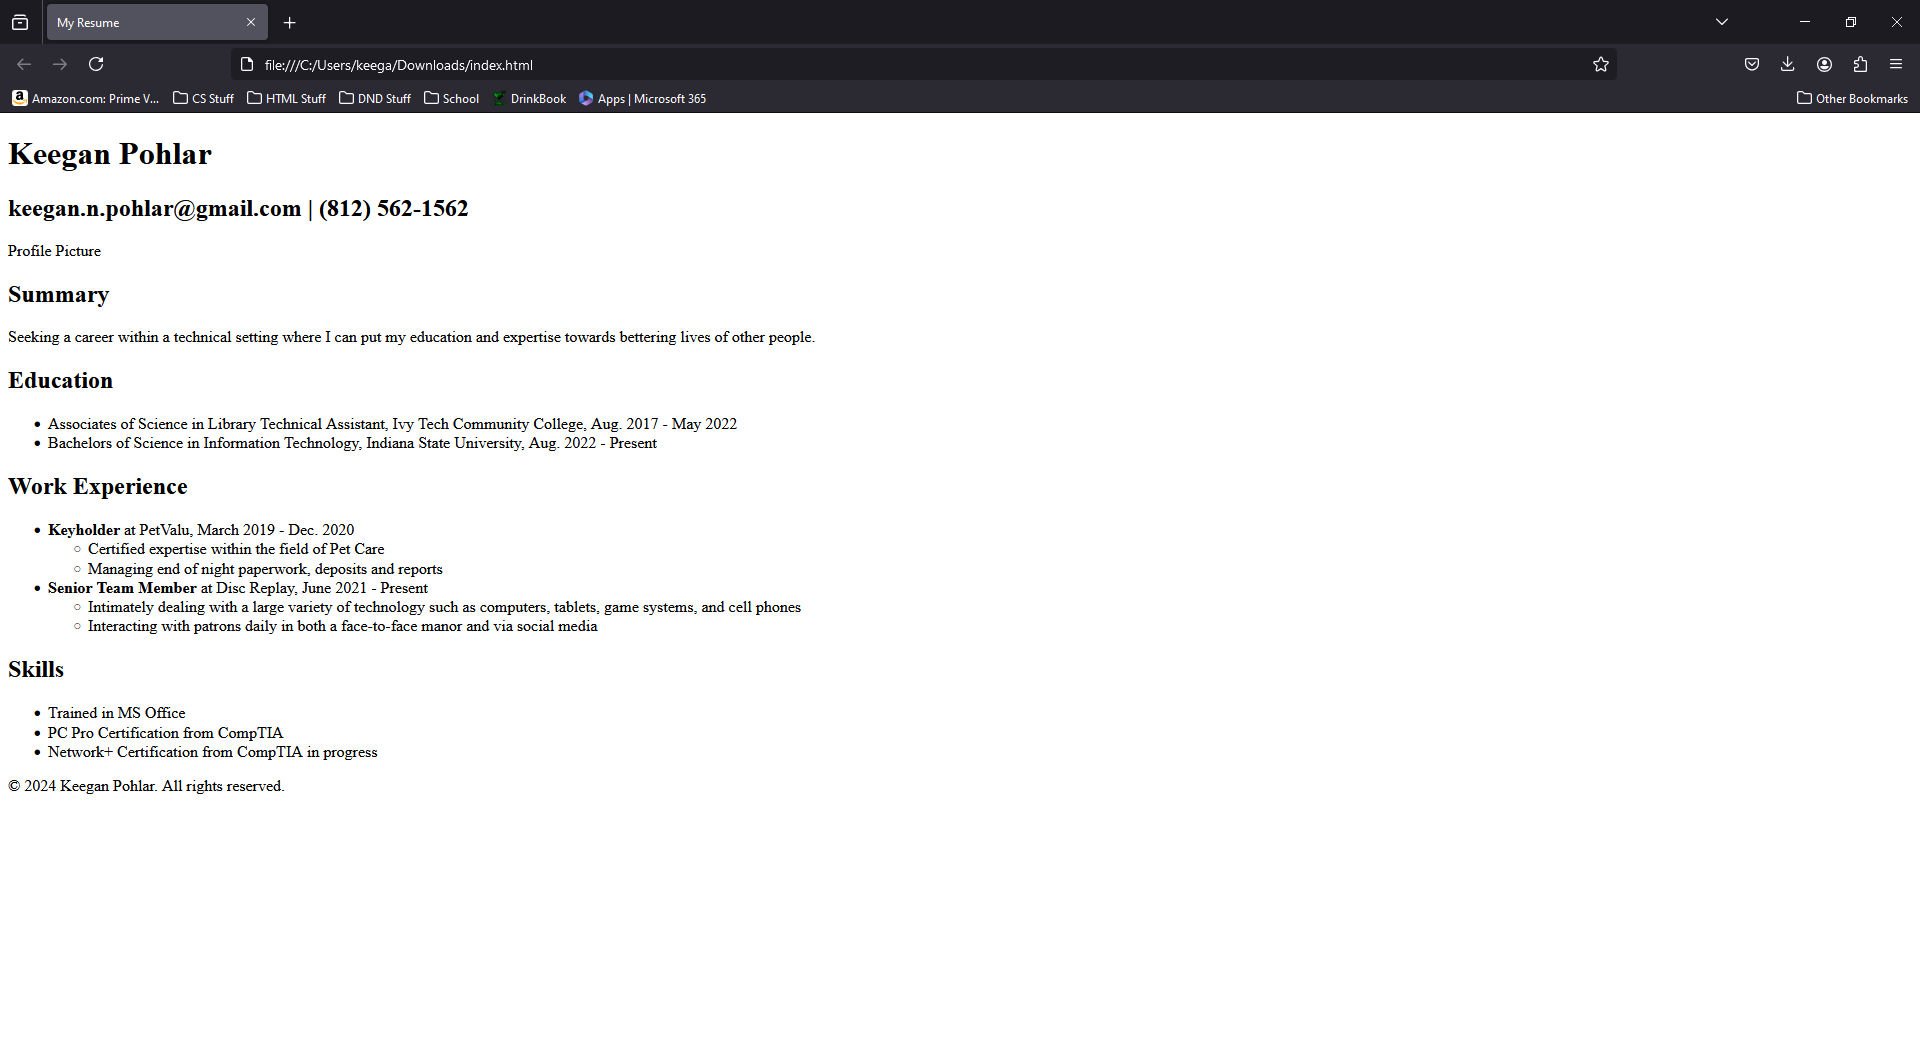 My Resume
file:///C:/Users/keega/Downloads/index.html
Amazon.com: Prime V... CS Stuff HTML Stuff DND Stuff School DrinkBook Apps | Microsoft 365 Other Bookmarks
Keegan Pohlar
keegan.n.pohlar@gmail.com | (812) 562-1562
Profile Picture
Summary
Seeking a career within a technical setting where I can put my education and expertise towards bettering lives of other people.
Education
• Associates of Science in Library Technical Assistant, Ivy Tech Community College, Aug. 2017 - May 2022
• Bachelors of Science in Information Technology, Indiana State University, Aug. 2022 - Present
Work Experience
• Keyholder at PetValu, March 2019 - Dec. 2020
◦ Certified expertise within the field of Pet Care
◦ Managing end of night paperwork, deposits and reports
• Senior Team Member at Disc Replay, June 2021 - Present
◦ Intimately dealing with a large variety of technology such as computers, tablets, game systems, and cell phones
◦ Interacting with patrons daily in both a face-to-face manor and via social media
Skills
• Trained in MS Office
• PC Pro Certification from CompTIA
• Network+ Certification from CompTIA in progress
© 2024 Keegan Pohlar. All rights reserved.